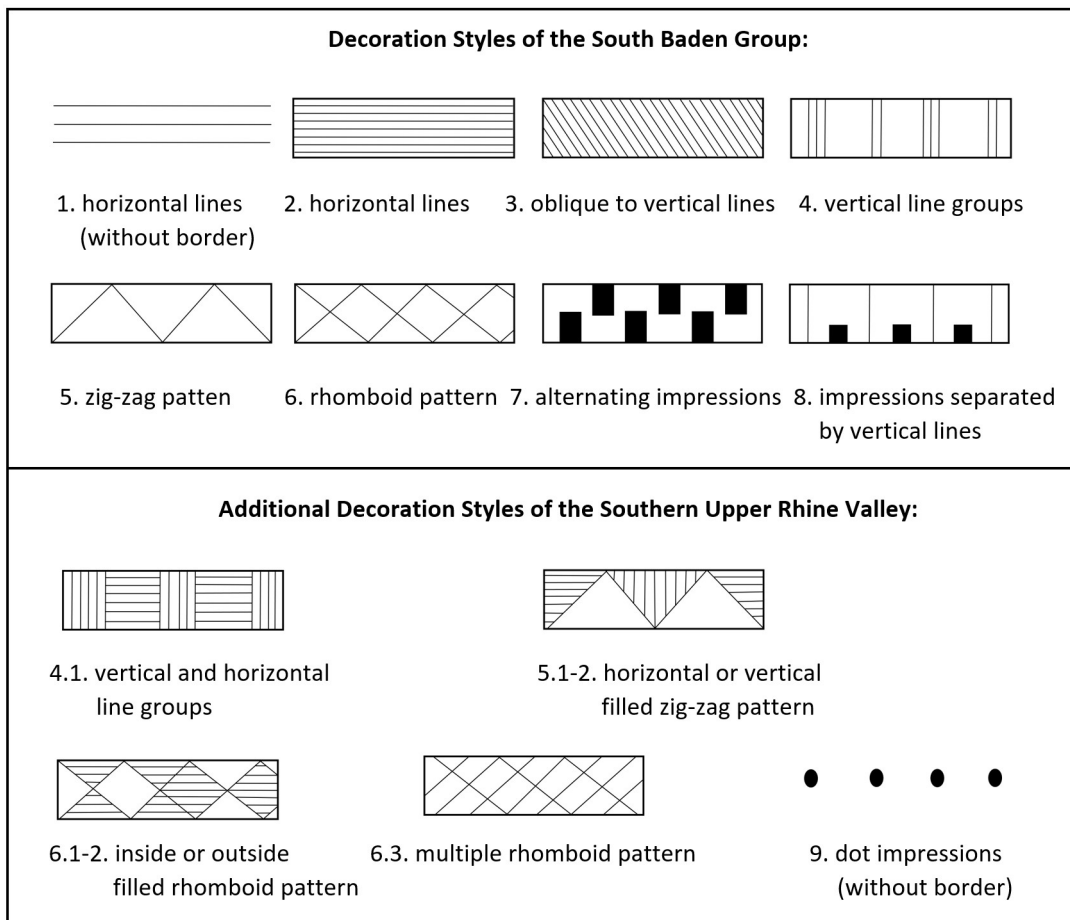 Decoration Styles of the South Baden Group:
1. horizontal lines
(without border)
2. horizontal lines
3. oblique to vertical lines
4. vertical line groups
5. zig-zag patten
6. rhomboid pattern
7. alternating impressions
8. impressions separated
by vertical lines
Additional Decoration Styles of the Southern Upper Rhine Valley:
4.1. vertical and horizontal
line groups
5.1-2. horizontal or vertical
filled zig-zag pattern
6.1-2. inside or outside
filled rhomboid pattern
6.3. multiple rhomboid pattern
9. dot impressions
(without border)